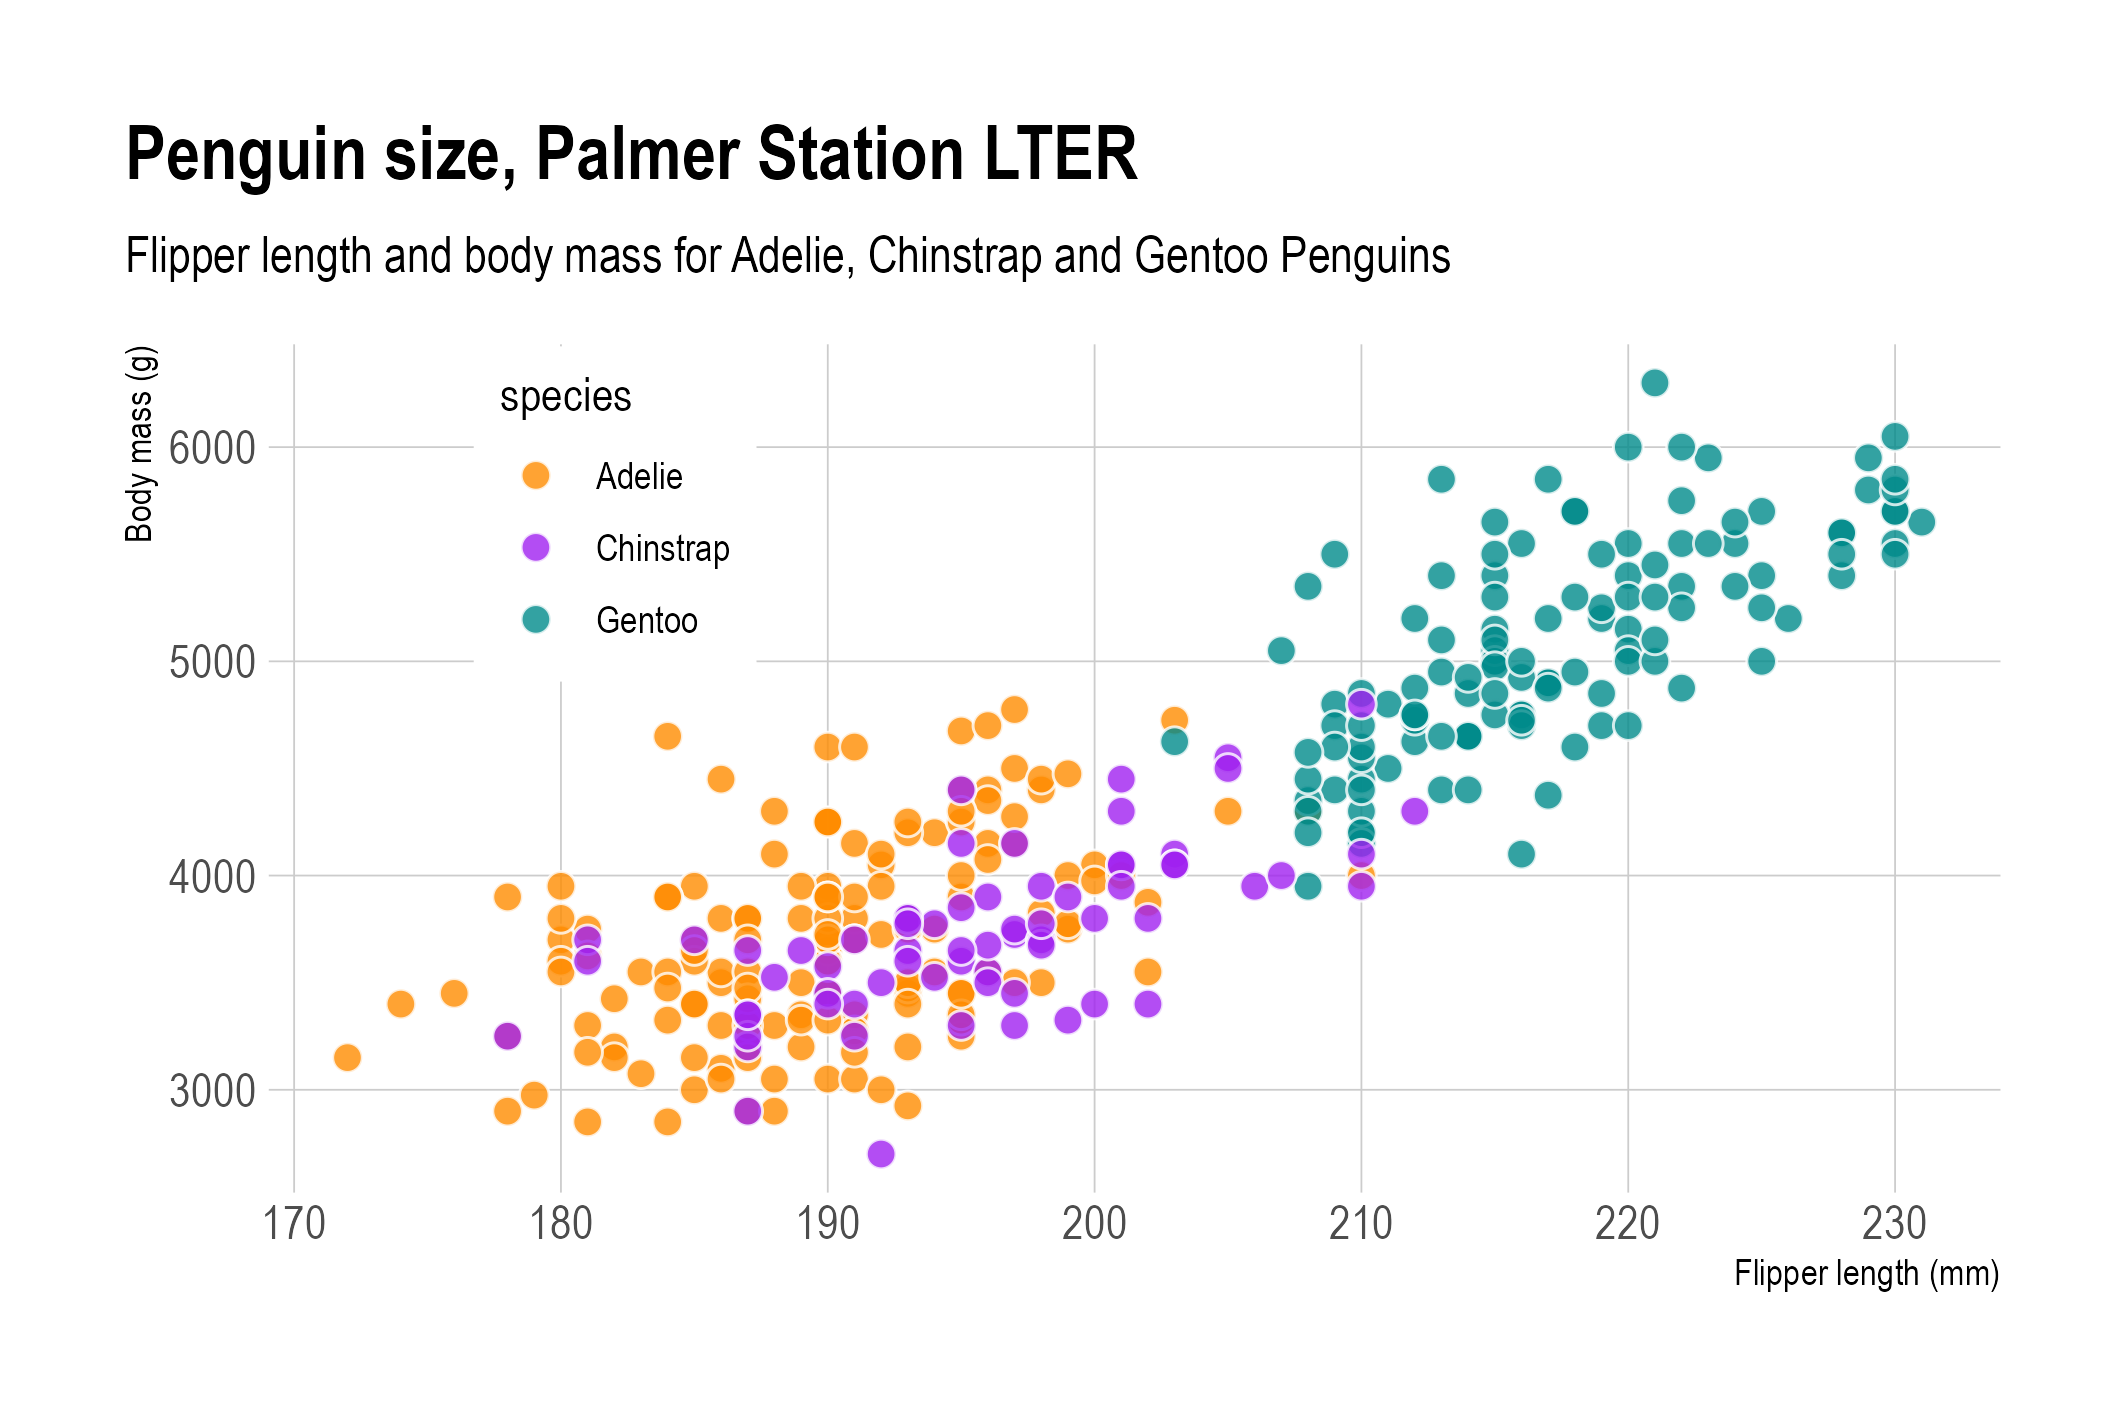 Penguin size, Palmer Station LTER
Flipper length and body mass for Adelie, Chinstrap and Gentoo Penguins
Body mass (g)
species
Adelie
Chinstrap
Gentoo
6000
5000
4000
3000
170 180 190 200 210 220 230
Flipper length (mm)